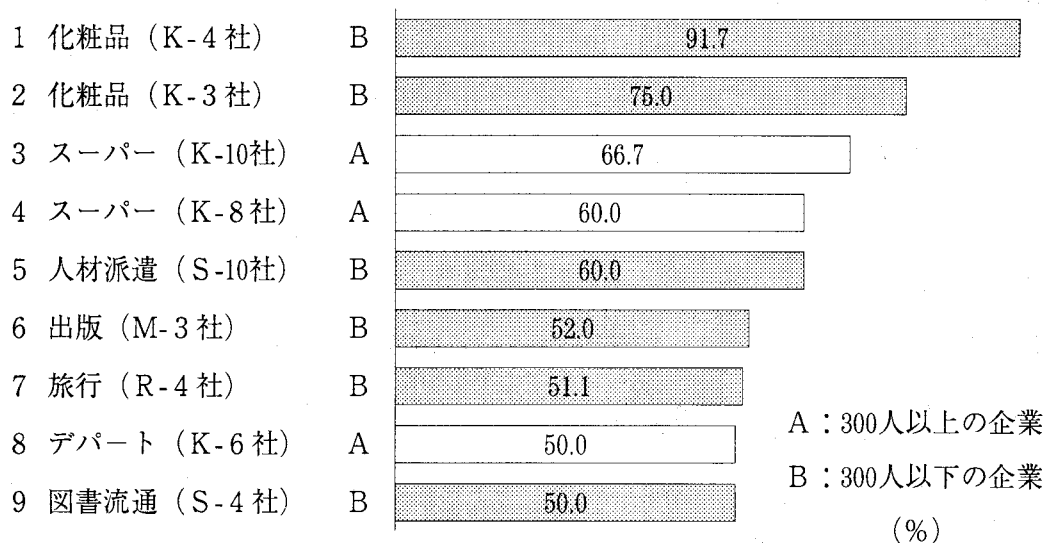 1 化粧品（K-4社） B 91.7
2 化粧品（K-3社） B 75.0
3 スーパー（K-10社） A 66.7
4 スーパー（K-8社） A 60.0
5 人材派遣（S-10社） B 60.0
6 出版（M-3社） B 52.0
7 旅行（R-4社） B 51.1
8 デパート（K-6社） A 50.0
9 図書流通（S-4社） B 50.0
A：300人以上の企業
B：300人以下の企業
（%）